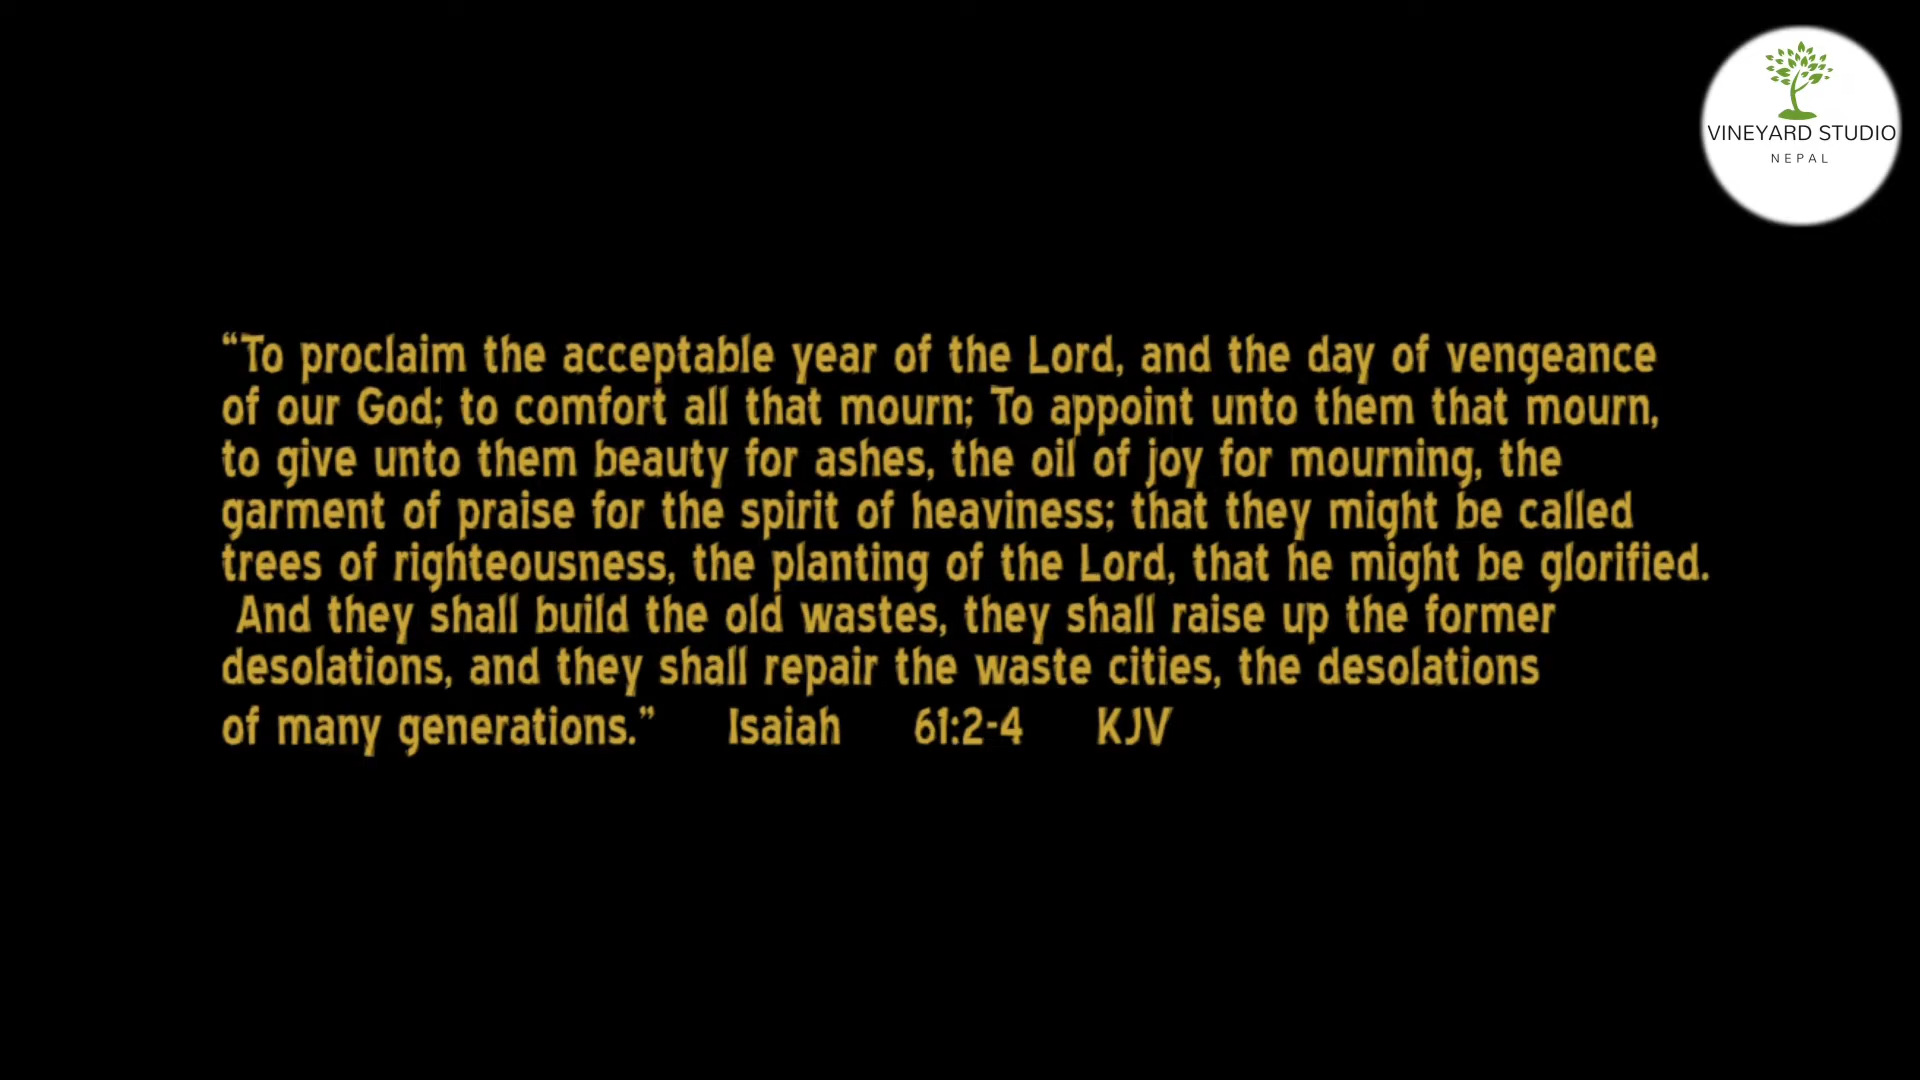 VINEYARD STUDIO
NEPAL
“To proclaim the acceptable year of the Lord, and the day of vengeance
of our God; to comfort all that mourn; To appoint unto them that mourn,
to give unto them beauty for ashes, the oil of joy for mourning, the
garment of praise for the spirit of heaviness; that they might be called
trees of righteousness, the planting of the Lord, that he might be glorified.
And they shall build the old wastes, they shall raise up the former
desolations, and they shall repair the waste cities, the desolations
of many generations.” Isaiah 61:2-4 KJV